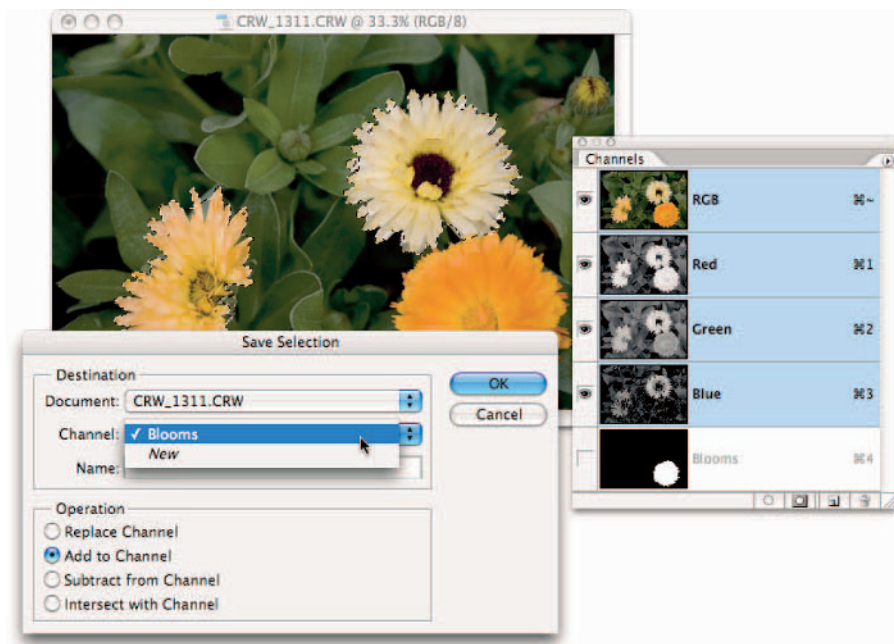 CRW_1311.CRW @ 33.3% (RGB/8)
Channels
RGB ⌘~
Red ⌘1
Green ⌘2
Blue ⌘3
Blooms ⌘4
Save Selection
Destination
Document: CRW_1311.CRW
Channel: ✓ Blooms
New
Name:
OK
Cancel
Operation
Replace Channel
Add to Channel
Subtract from Channel
Intersect with Channel